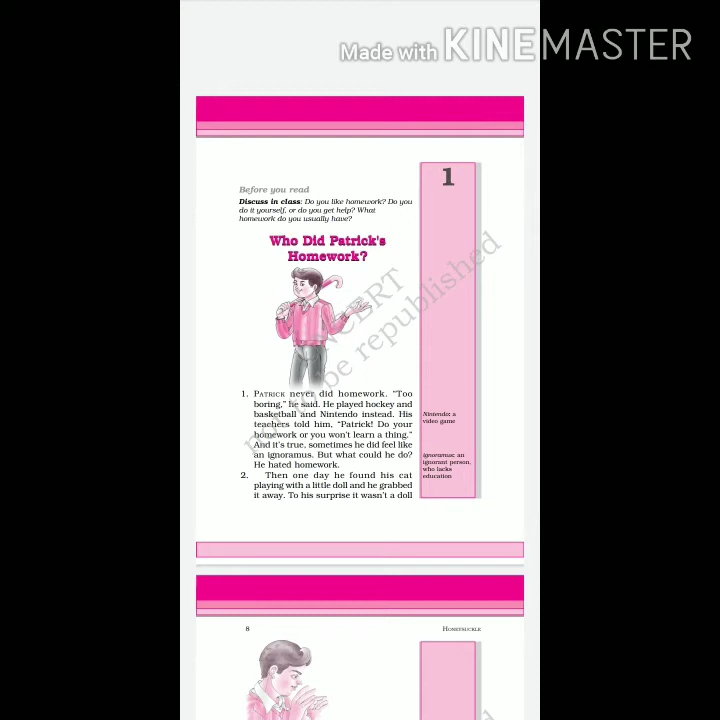 Made with KINEMASTER
1
Before you read
Discuss in class: Do you like homework? Do you
do it yourself, or do you get help? What
homework do you usually have?
Who Did Patrick's
Homework?
1. PATRICK never did homework. “Too
boring,” he said. He played hockey and
basketball and Nintendo instead. His
teachers told him, “Patrick! Do your
homework or you won't learn a thing.”
And it's true, sometimes he did feel like
an ignoramus. But what could he do?
He hated homework.
2. Then one day he found his cat
playing with a little doll and he grabbed
it away. To his surprise it wasn't a doll
Nintendo: a
video game
ignoramus: an
ignorant person,
who lacks
education
© NCERT
not to be republished
8
HONEYSUCKLE